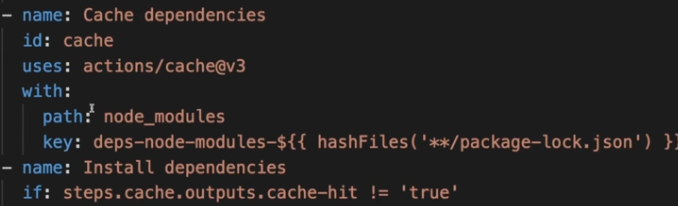 - name: Cache dependencies
id: cache
uses: actions/cache@v3
with:
path: node_modules
key: deps-node-modules-${{ hashFiles('**/package-lock.json') }}
- name: Install dependencies
if: steps.cache.outputs.cache-hit != 'true'